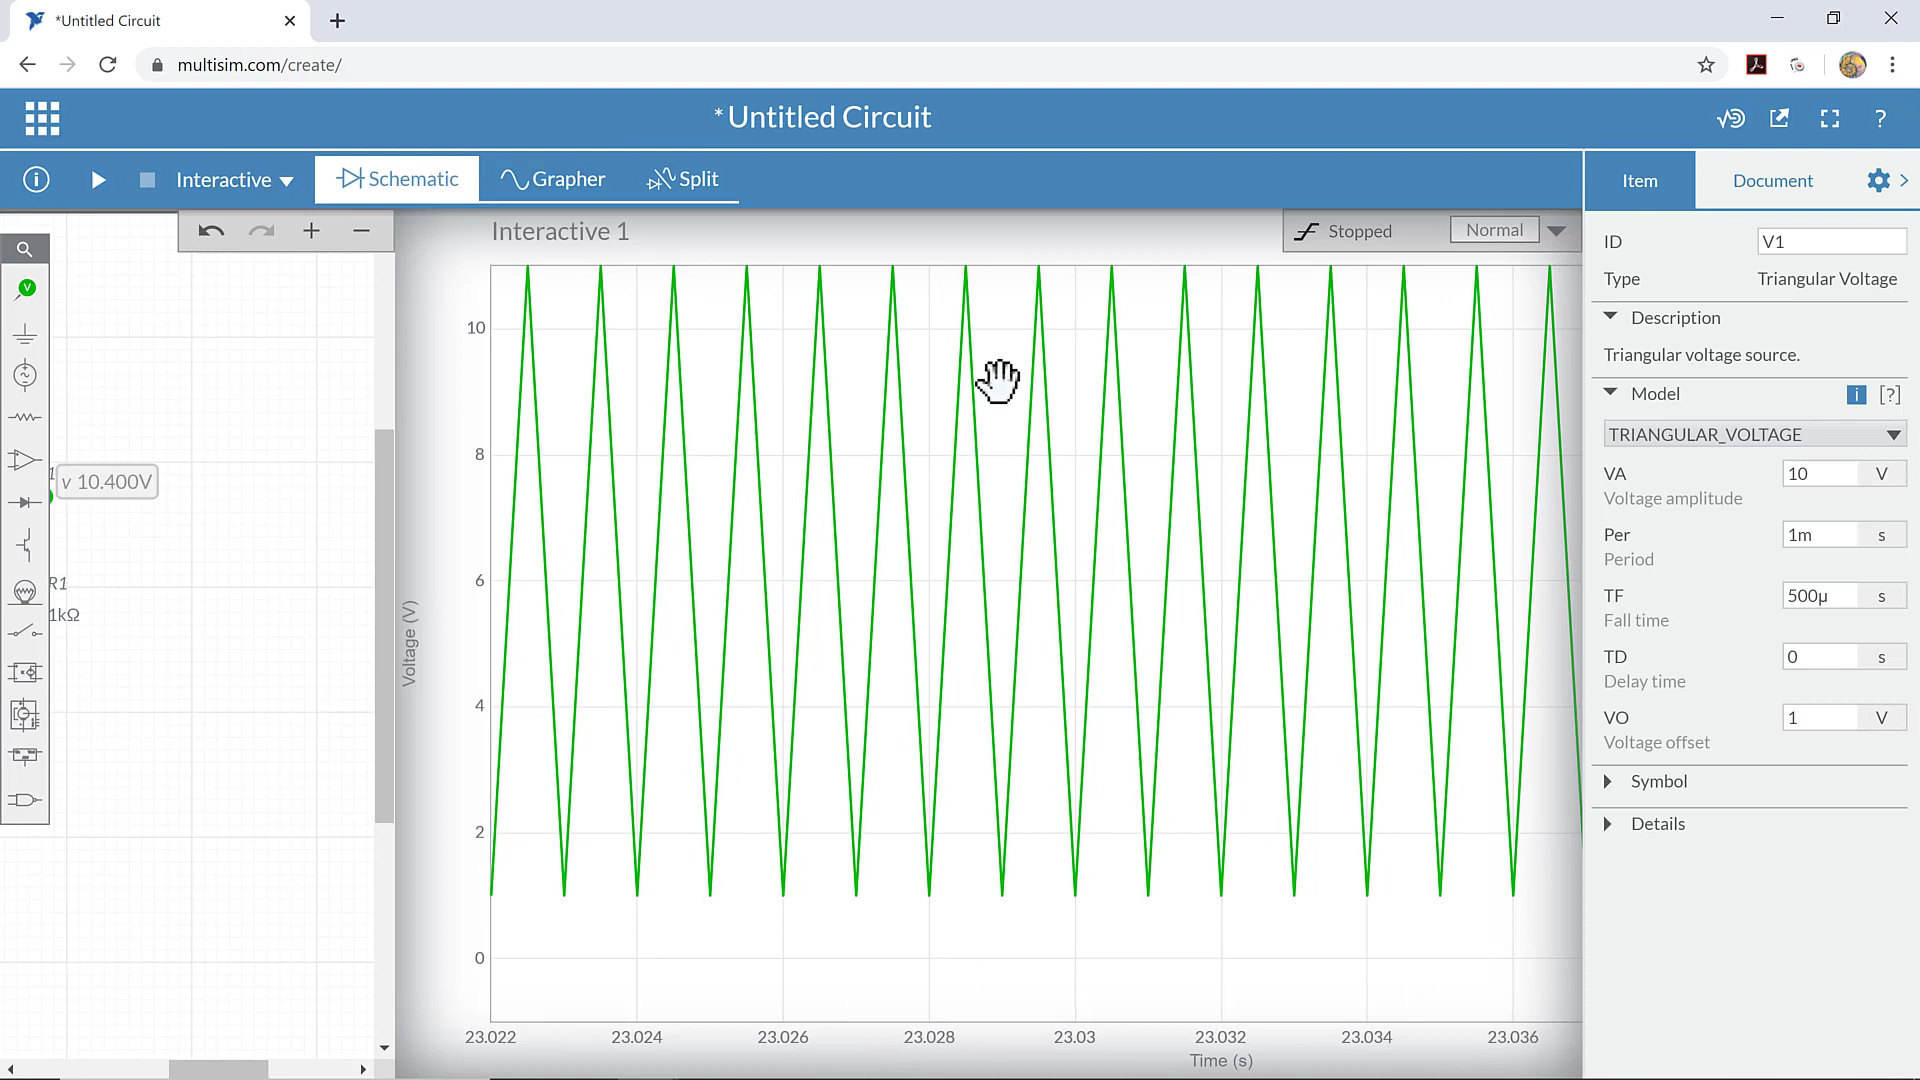 *Untitled Circuit
multisim.com/create/
* Untitled Circuit
?
Interactive
Schematic
Grapher
Split
Item
Document
Interactive 1
Stopped
Normal
V
v 10.400V
R1
1kΩ
10
8
6
4
2
0
Voltage (V)
23.022
23.024
23.026
23.028
23.03
23.032
23.034
23.036
Time (s)
ID
V1
Type
Triangular Voltage
Description
Triangular voltage source.
Model
i
[?]
TRIANGULAR_VOLTAGE
VA
10
V
Voltage amplitude
Per
1m
s
Period
TF
500µ
s
Fall time
TD
0
s
Delay time
VO
1
V
Voltage offset
Symbol
Details